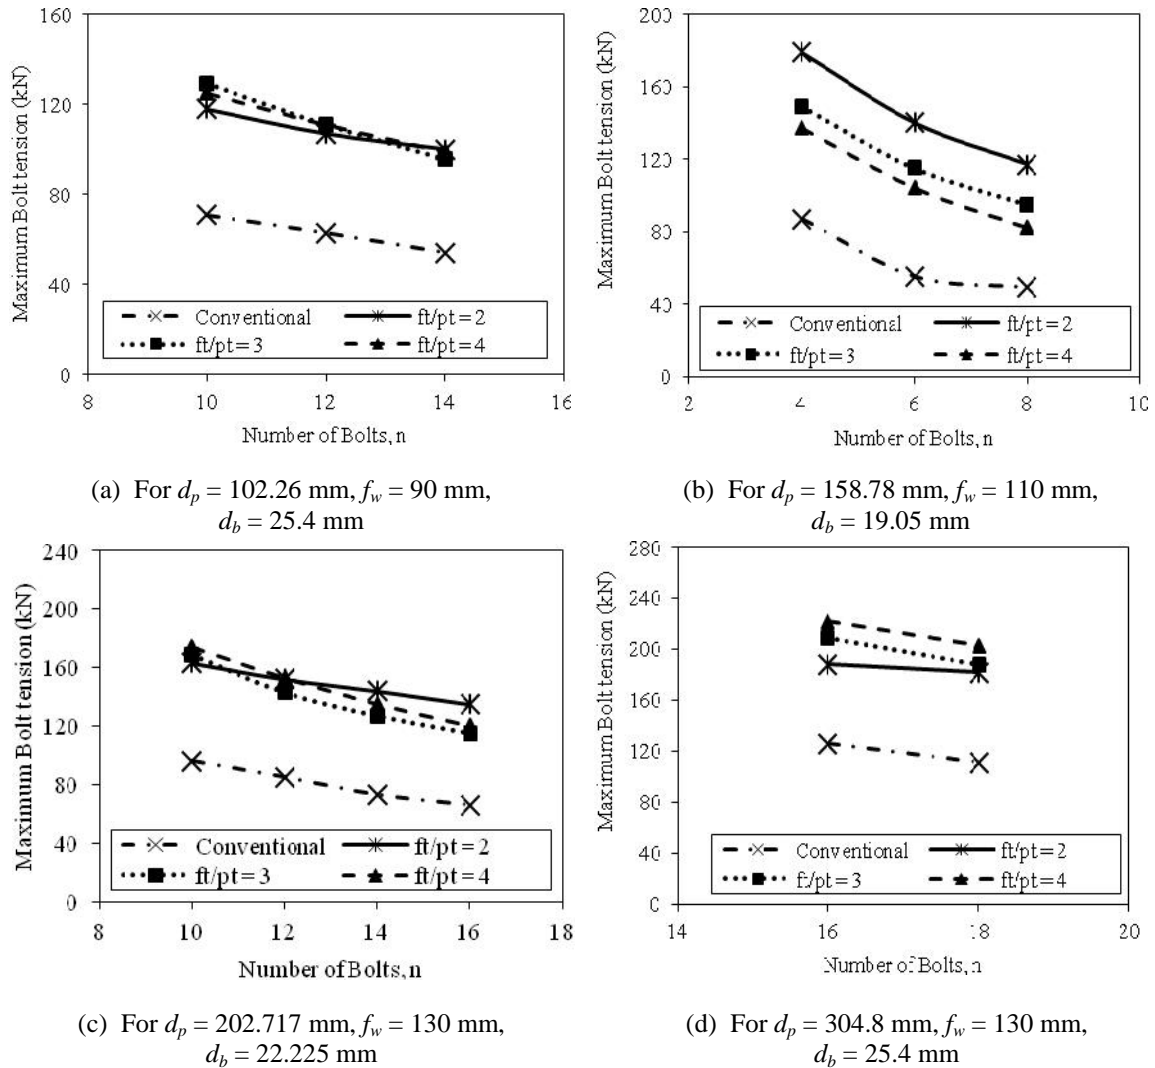 160
120
80
40
0
Maximum Bolt tension (kN)
Conventional
ft/pt = 2
ft/pt = 3
ft/pt = 4
8
10
12
14
16
Number of Bolts, n
(a) For dp = 102.26 mm, fw = 90 mm,
db = 25.4 mm
200
160
120
80
40
0
Maximum Bolt tension (kN)
Conventional
ft/pt = 2
ft/pt = 3
ft/pt = 4
2
4
6
8
10
Number of Bolts, n
(b) For dp = 158.78 mm, fw = 110 mm,
db = 19.05 mm
240
200
160
120
80
40
0
Maximum Bolt tension (kN)
Conventional
ft/pt = 2
ft/pt = 3
ft/pt = 4
8
10
12
14
16
18
Number of Bolts, n
(c) For dp = 202.717 mm, fw = 130 mm,
db = 22.225 mm
280
240
200
160
120
80
40
0
Maximum Bolt tension (kN)
Conventional
ft/pt = 2
ft/pt = 3
ft/pt = 4
14
16
18
20
Number of Bolts, n
(d) For dp = 304.8 mm, fw = 130 mm,
db = 25.4 mm